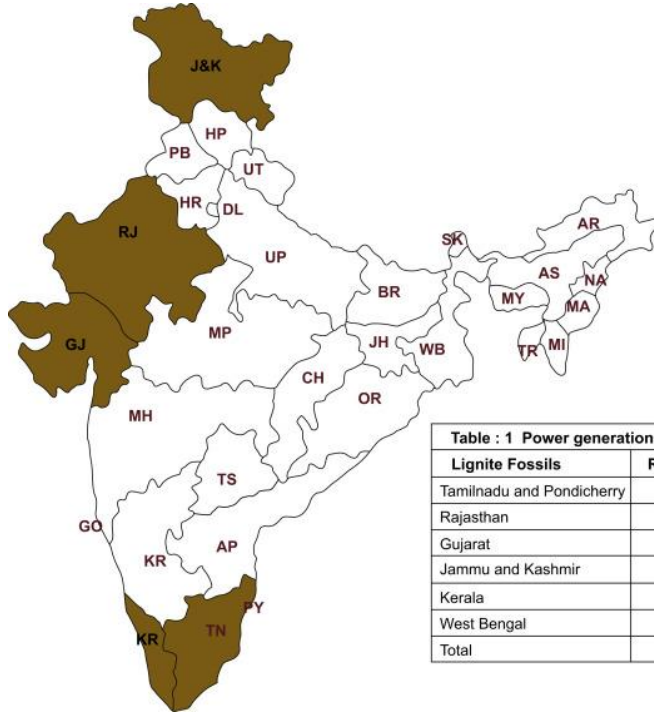 J&K
HP
PB
UT
HR
DL
RJ
SK
AR
UP
AS
NA
BR
MY
MA
MP
GJ
JH
WB
TR
MI
CH
OR
MH
TS
GO
AP
KR
PY
TN
KR
Table : 1 Power generation
Lignite Fossils R
Tamilnadu and Pondicherry
Rajasthan
Gujarat
Jammu and Kashmir
Kerala
West Bengal
Total